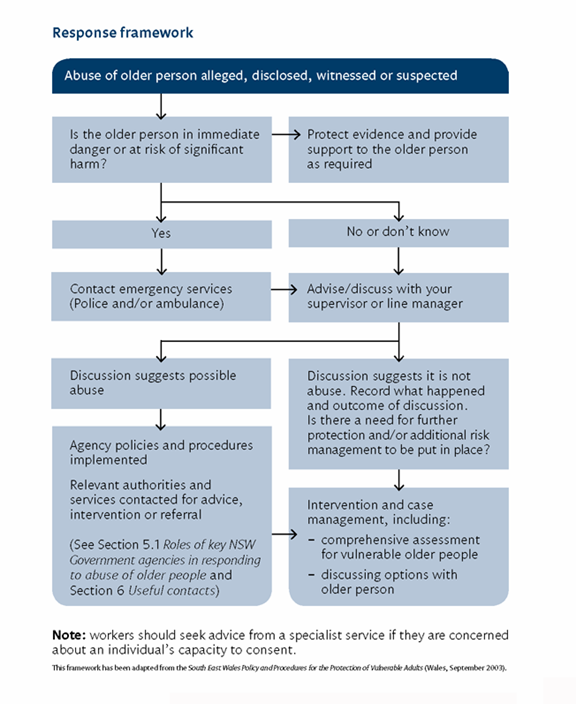 Response framework
Abuse of older person alleged, disclosed, witnessed or suspected
Is the older person in immediate
danger or at risk of significant
harm?
Protect evidence and provide
support to the older person
as required
Yes
No or don't know
Contact emergency services
(Police and/or ambulance)
Advise/discuss with your
supervisor or line manager
Discussion suggests possible
abuse
Discussion suggests it is not
abuse. Record what happened
and outcome of discussion.
Is there a need for further
protection and/or additional risk
management to be put in place?
Agency policies and procedures
implemented
Relevant authorities and
services contacted for advice,
intervention or referral
(See Section 5.1 Roles of key NSW
Government agencies in responding
to abuse of older people and
Section 6 Useful contacts)
Intervention and case
management, including:
– comprehensive assessment
for vulnerable older people
– discussing options with
older person
Note: workers should seek advice from a specialist service if they are concerned
about an individual's capacity to consent.
This framework has been adapted from the South East Wales Policy and Procedures for the Protection of Vulnerable Adults (Wales, September 2003).